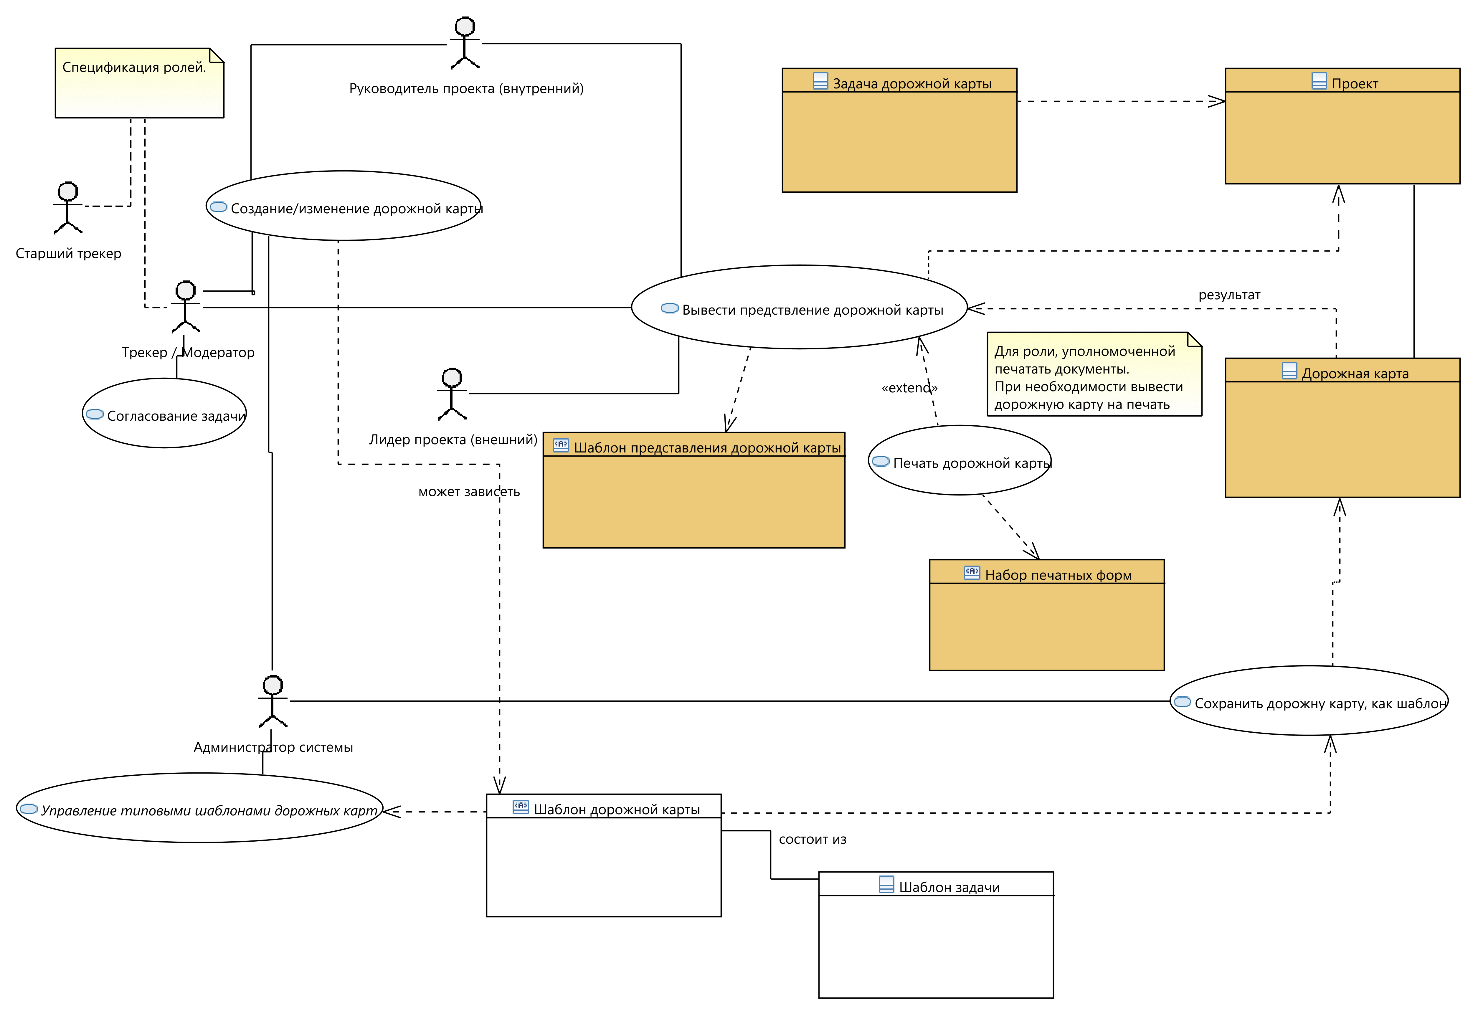 Руководитель проекта (внутренний)
Спецификация ролей.
Задача дорожной карты
Проект
Создание/изменение дорожной карты
Старший трекер
результат
Вывести предствление дорожной карты
Трекер / Модератор
Для роли, уполномоченной
печатать документы.
При необходимости вывести
дорожную карту на печать
Дорожная карта
«extend»
Согласование задачи
Лидер проекта (внешний)
Шаблон представления дорожной карты
Печать дорожной карты
может зависеть
Набор печатных форм
Сохранить дорожну карту, как шаблон
Администратор системы
Управление типовыми шаблонами дорожных карт
Шаблон дорожной карты
состоит из
Шаблон задачи